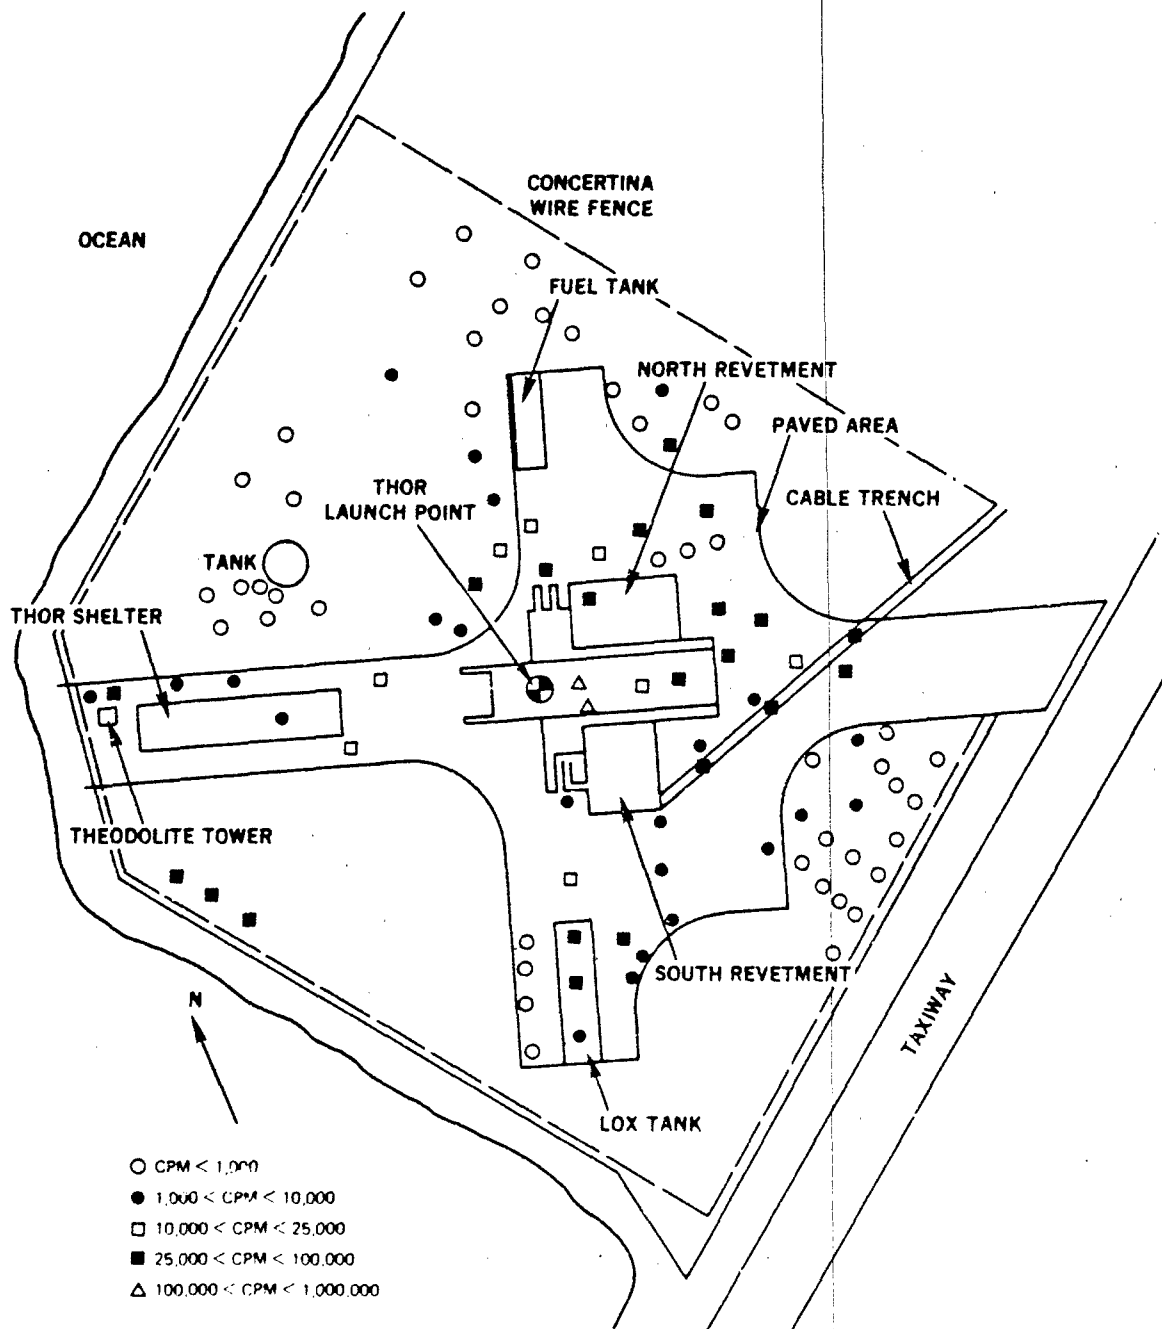 CONCERTINA
WIRE FENCE
OCEAN
FUEL TANK
NORTH REVETMENT
PAVED AREA
THOR
LAUNCH POINT
CABLE TRENCH
TANK
THOR SHELTER
THEODOLITE TOWER
SOUTH REVETMENT
N
TAXIWAY
LOX TANK
CPM < 1,000
1,000 < CPM < 10,000
10,000 < CPM < 25,000
25,000 < CPM < 100,000
100,000 < CPM < 1,000,000